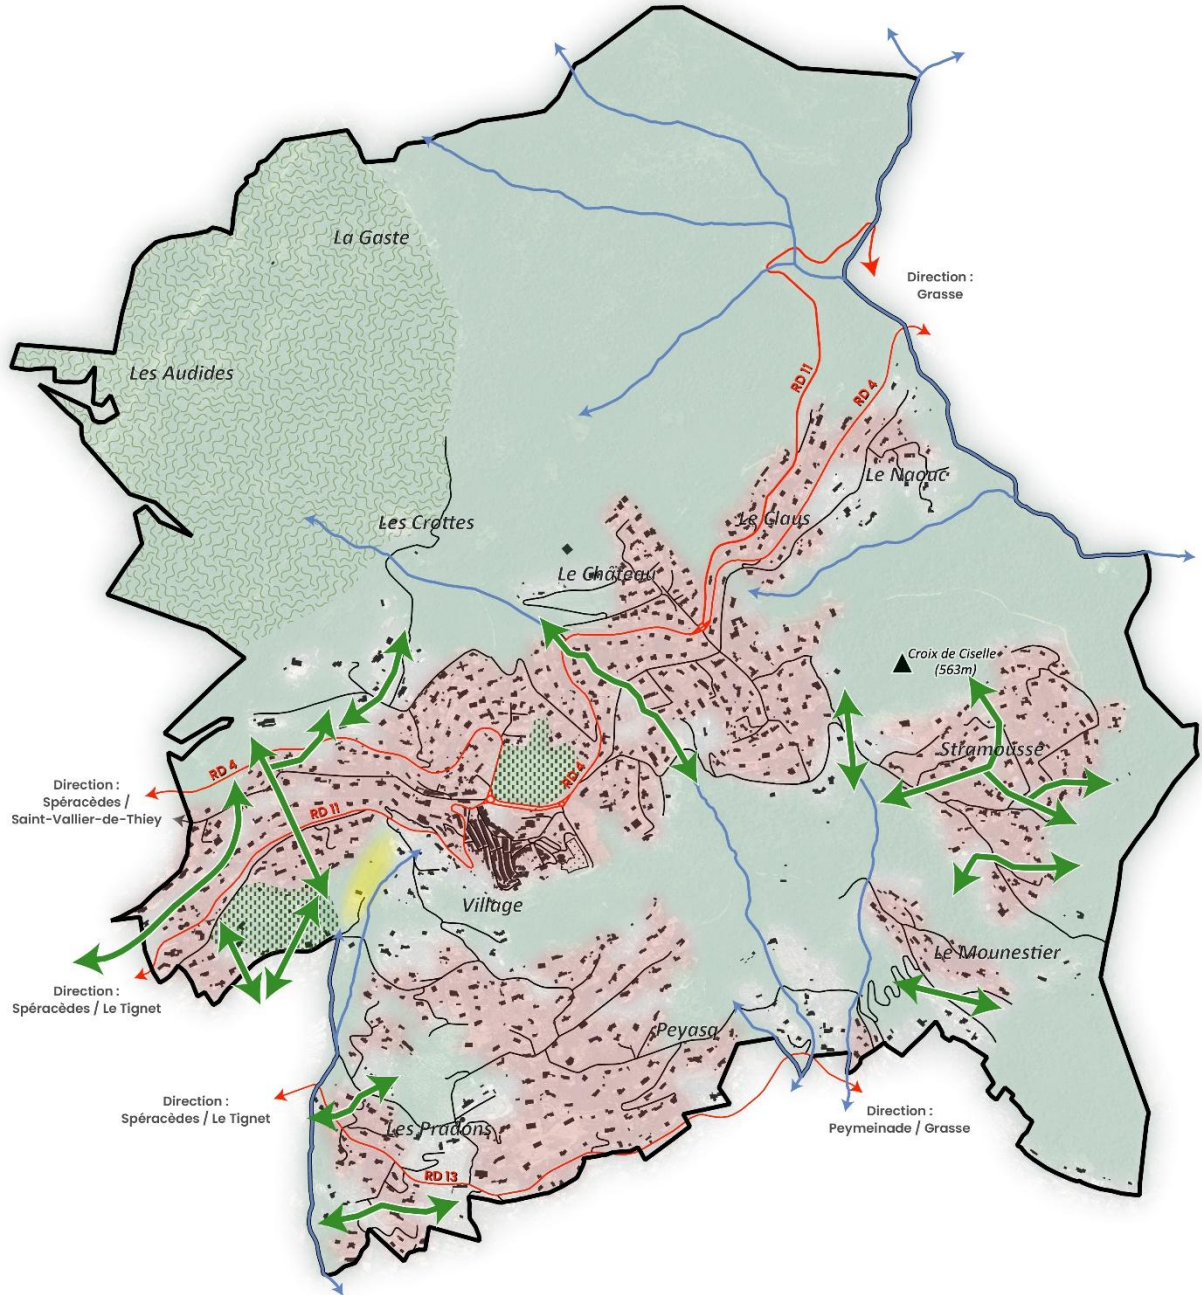 La Gaste
Direction :
Grasse
Les Audides
RD 11
RD 4
Le Naouc
Le Claus
Les Crottes
Le Château
Croix de Ciselle
(563m)
Stramousse
RD 4
RD 4
Direction :
Spéracèdes /
Saint-Vallier-de-Thiey
RD 11
Village
Le Mounestier
Direction :
Spéracèdes / Le Tignet
Peyasq
Direction :
Spéracèdes / Le Tignet
Direction :
Peymeinade / Grasse
Les Pradons
RD 13